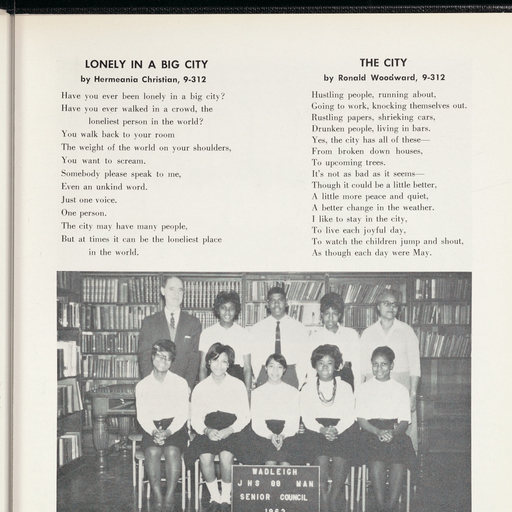 LONELY IN A BIG CITY
by Hermeania Christian, 9-312
Have you ever been lonely in a big city?
Have you ever walked in a crowd, the
loneliest person in the world?
You walk back to your room
The weight of the world on your shoulders,
You want to scream.
Somebody please speak to me,
Even an unkind word.
Just one voice.
One person.
The city may have many people,
But at times it can be the loneliest place
in the world.
THE CITY
by Ronald Woodward, 9-312
Hustling people, running about,
Going to work, knocking themselves out.
Rustling papers, shrieking cars,
Drunken people, living in bars.
Yes, the city has all of these—
From broken down houses,
To upcoming trees.
It's not as bad as it seems—
Though it could be a little better,
A little more peace and quiet,
A better change in the weather.
I like to stay in the city,
To live each joyful day,
To watch the children jump and shout,
As though each day were May.
WADLEIGH
JHS 88 MAN
SENIOR COUNCIL
1963